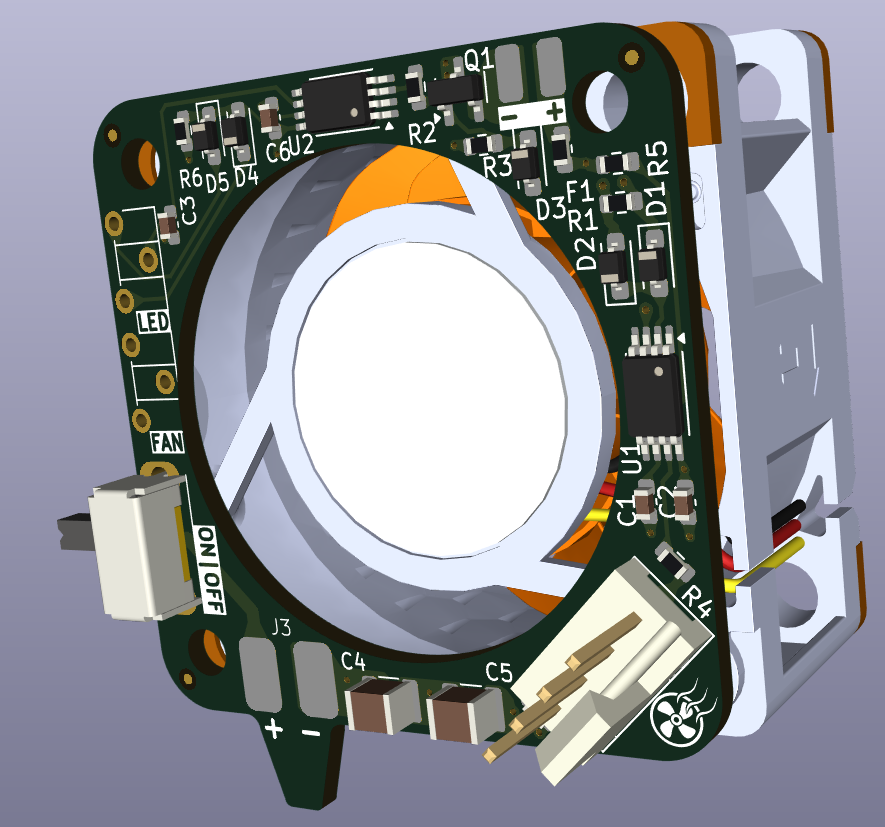 Q1
- +
R2
U2
C6
R3
R6
D5
D4
F1
R1
R5
D1
D3
D2
C3
LED
FAN
U1
C1
C2
ON|OFF
R4
J3
C4
C5
+ -